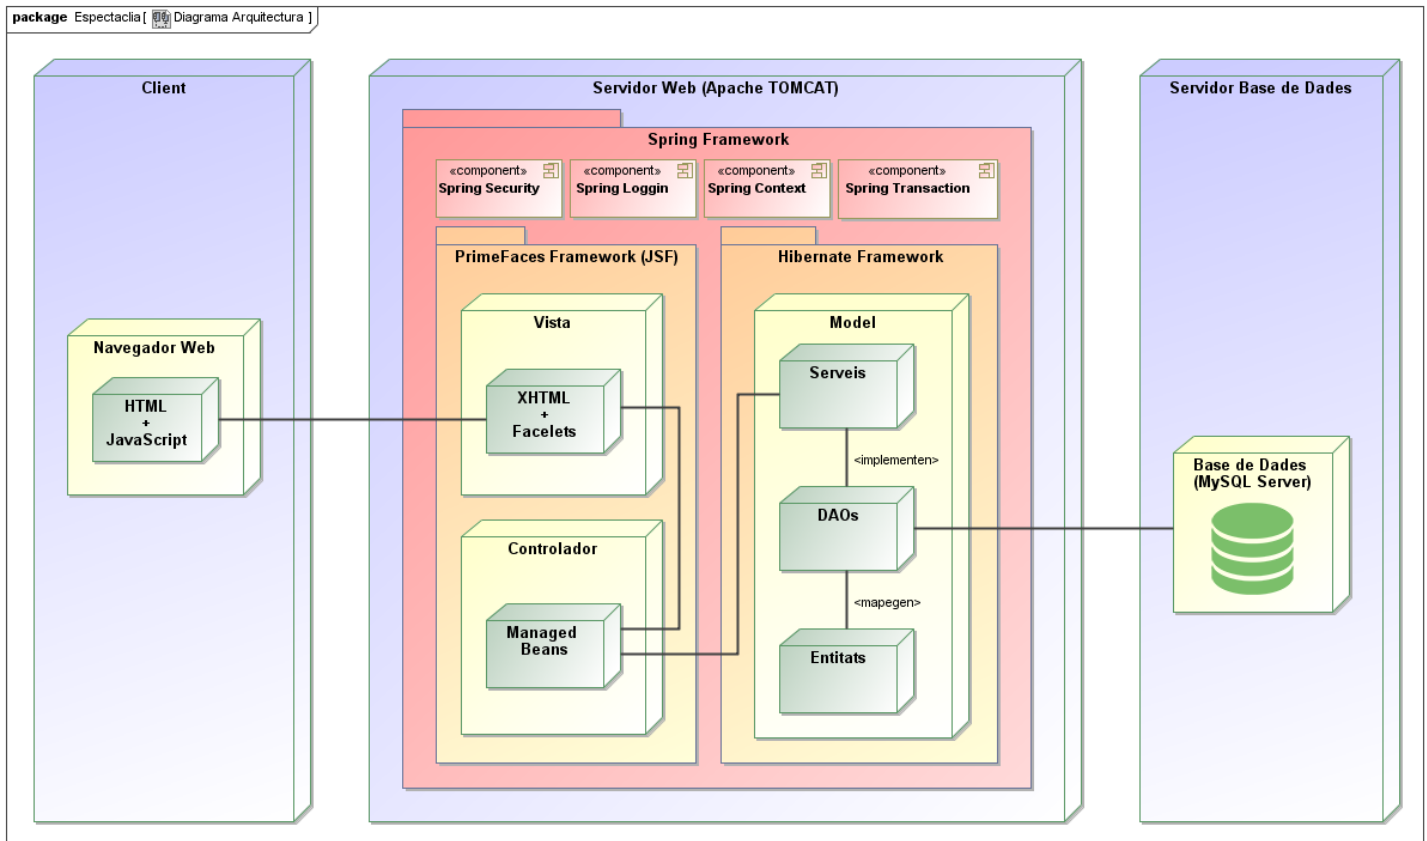 package Espectaclia[ Diagrama Arquitectura ]
Client
Navegador Web
HTML
+
JavaScript
Servidor Web (Apache TOMCAT)
Spring Framework
«component»
Spring Security
«component»
Spring Loggin
«component»
Spring Context
«component»
Spring Transaction
PrimeFaces Framework (JSF)
Vista
XHTML
+
Facelets
Controlador
Managed
Beans
Hibernate Framework
Model
Serveis
<implementen>
DAOs
<mapegen>
Entitats
Servidor Base de Dades
Base de Dades
(MySQL Server)